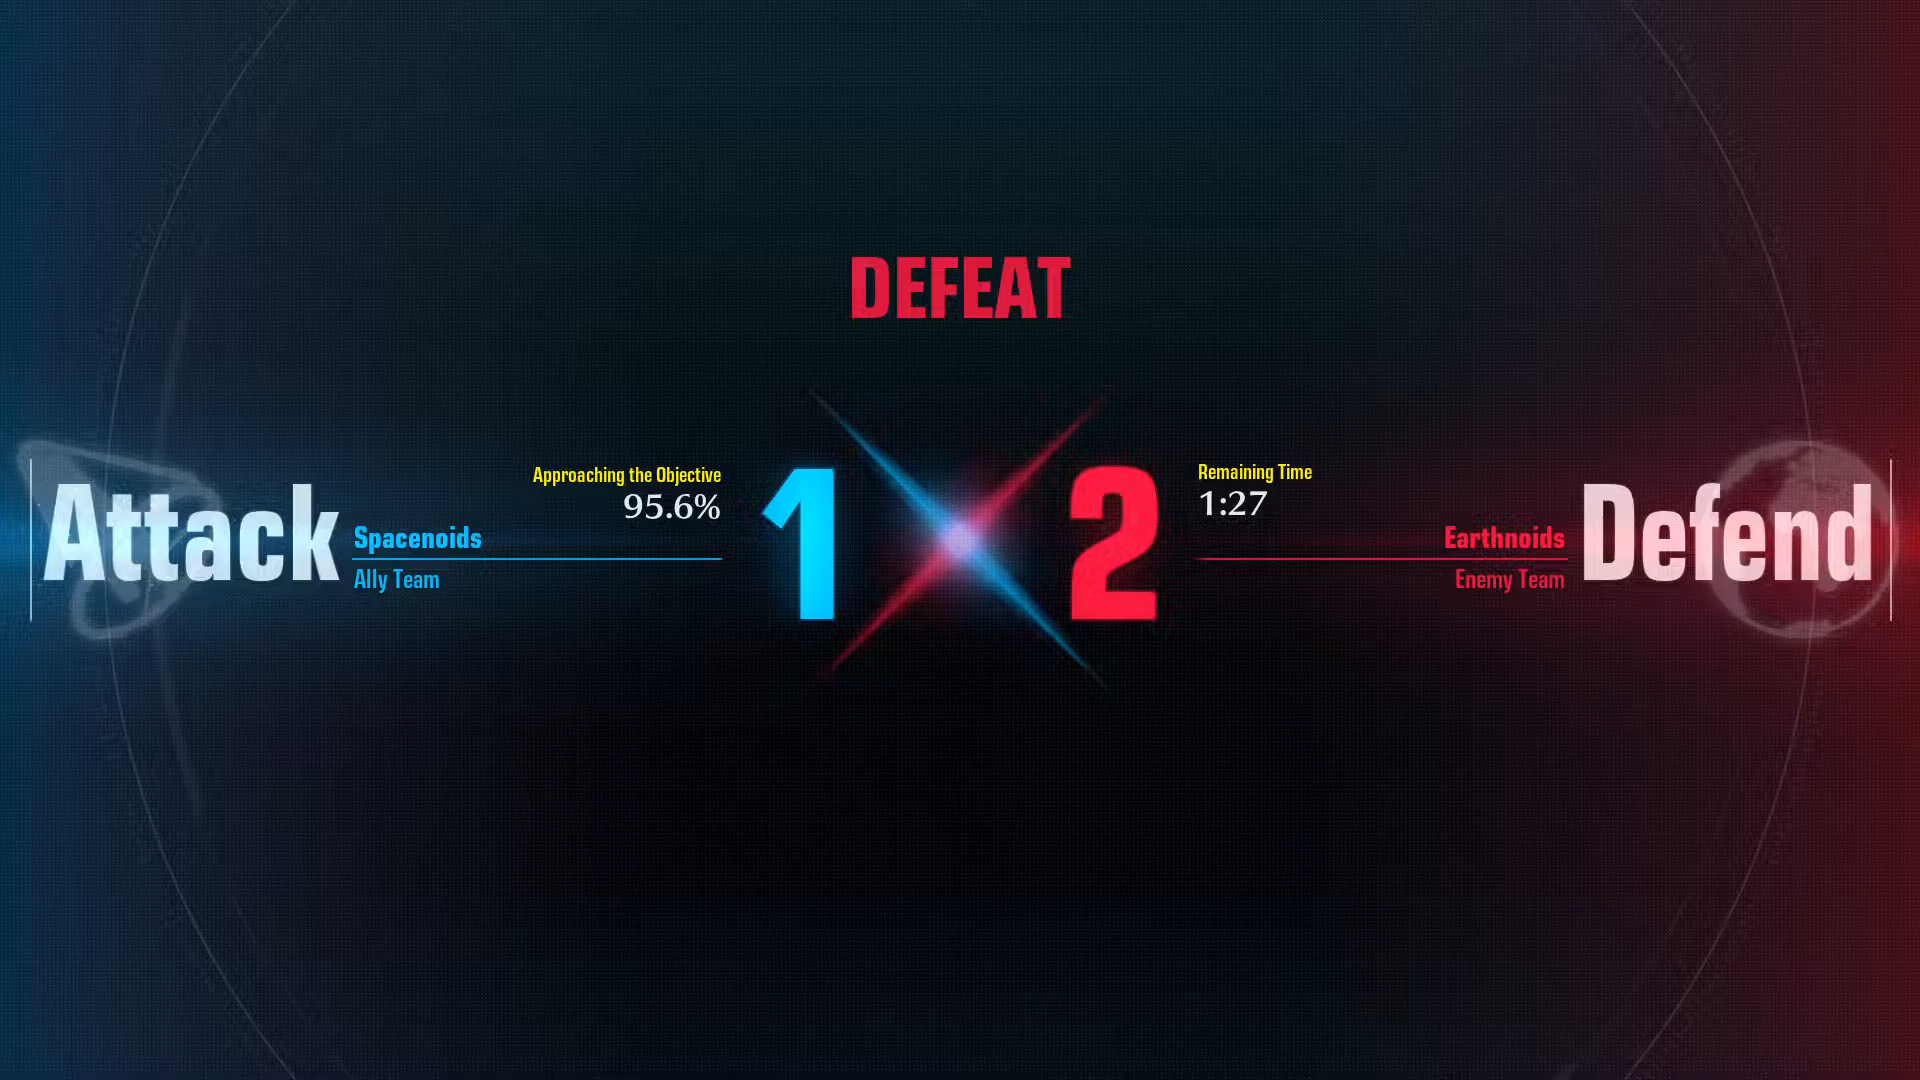 DEFEAT
Attack
Spacenoids
Ally Team
Approaching the Objective
95.6%
1
2
Remaining Time
1:27
Earthnoids
Enemy Team
Defend